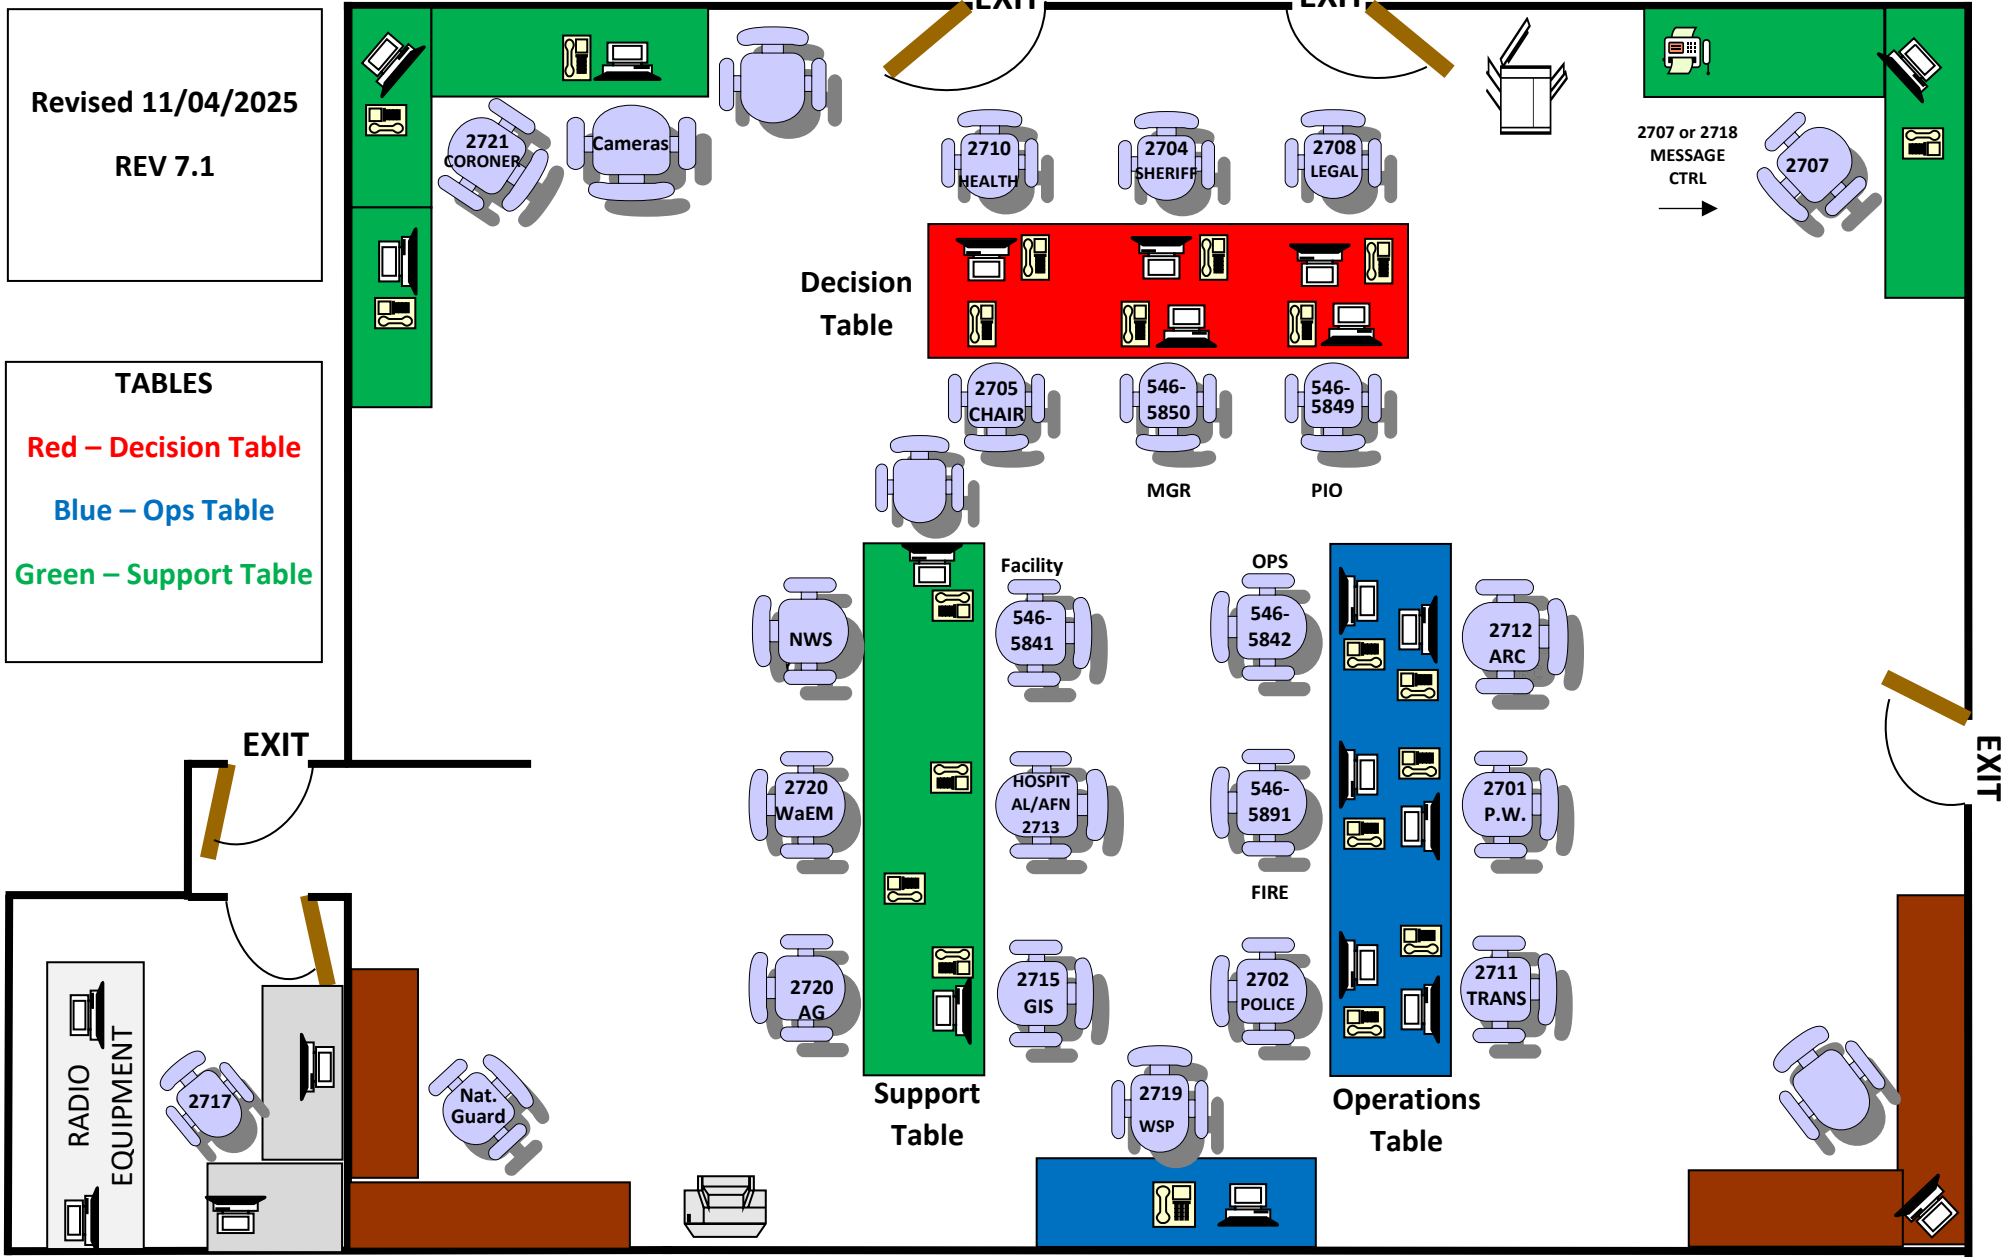 EXIT
EXIT
Revised 11/04/2025
REV 7.1
2721
CORONER
Cameras
2710
HEALTH
2704
SHERIFF
2708
LEGAL
2707 or 2718
MESSAGE
CTRL
2707
Decision
Table
TABLES
Red – Decision Table
Blue – Ops Table
Green – Support Table
2705
CHAIR
546-
5850
546-
5849
MGR
PIO
Facility
OPS
NWS
546-
5841
546-
5842
2712
ARC
EXIT
EXIT
2720
WaEM
HOSPIT
AL/AFN
2713
546-
5891
2701
P.W.
FIRE
2720
AG
2715
GIS
2702
POLICE
2711
TRANS
RADIO
EQUIPMENT
2717
Nat.
Guard
Support
Table
2719
WSP
Operations
Table